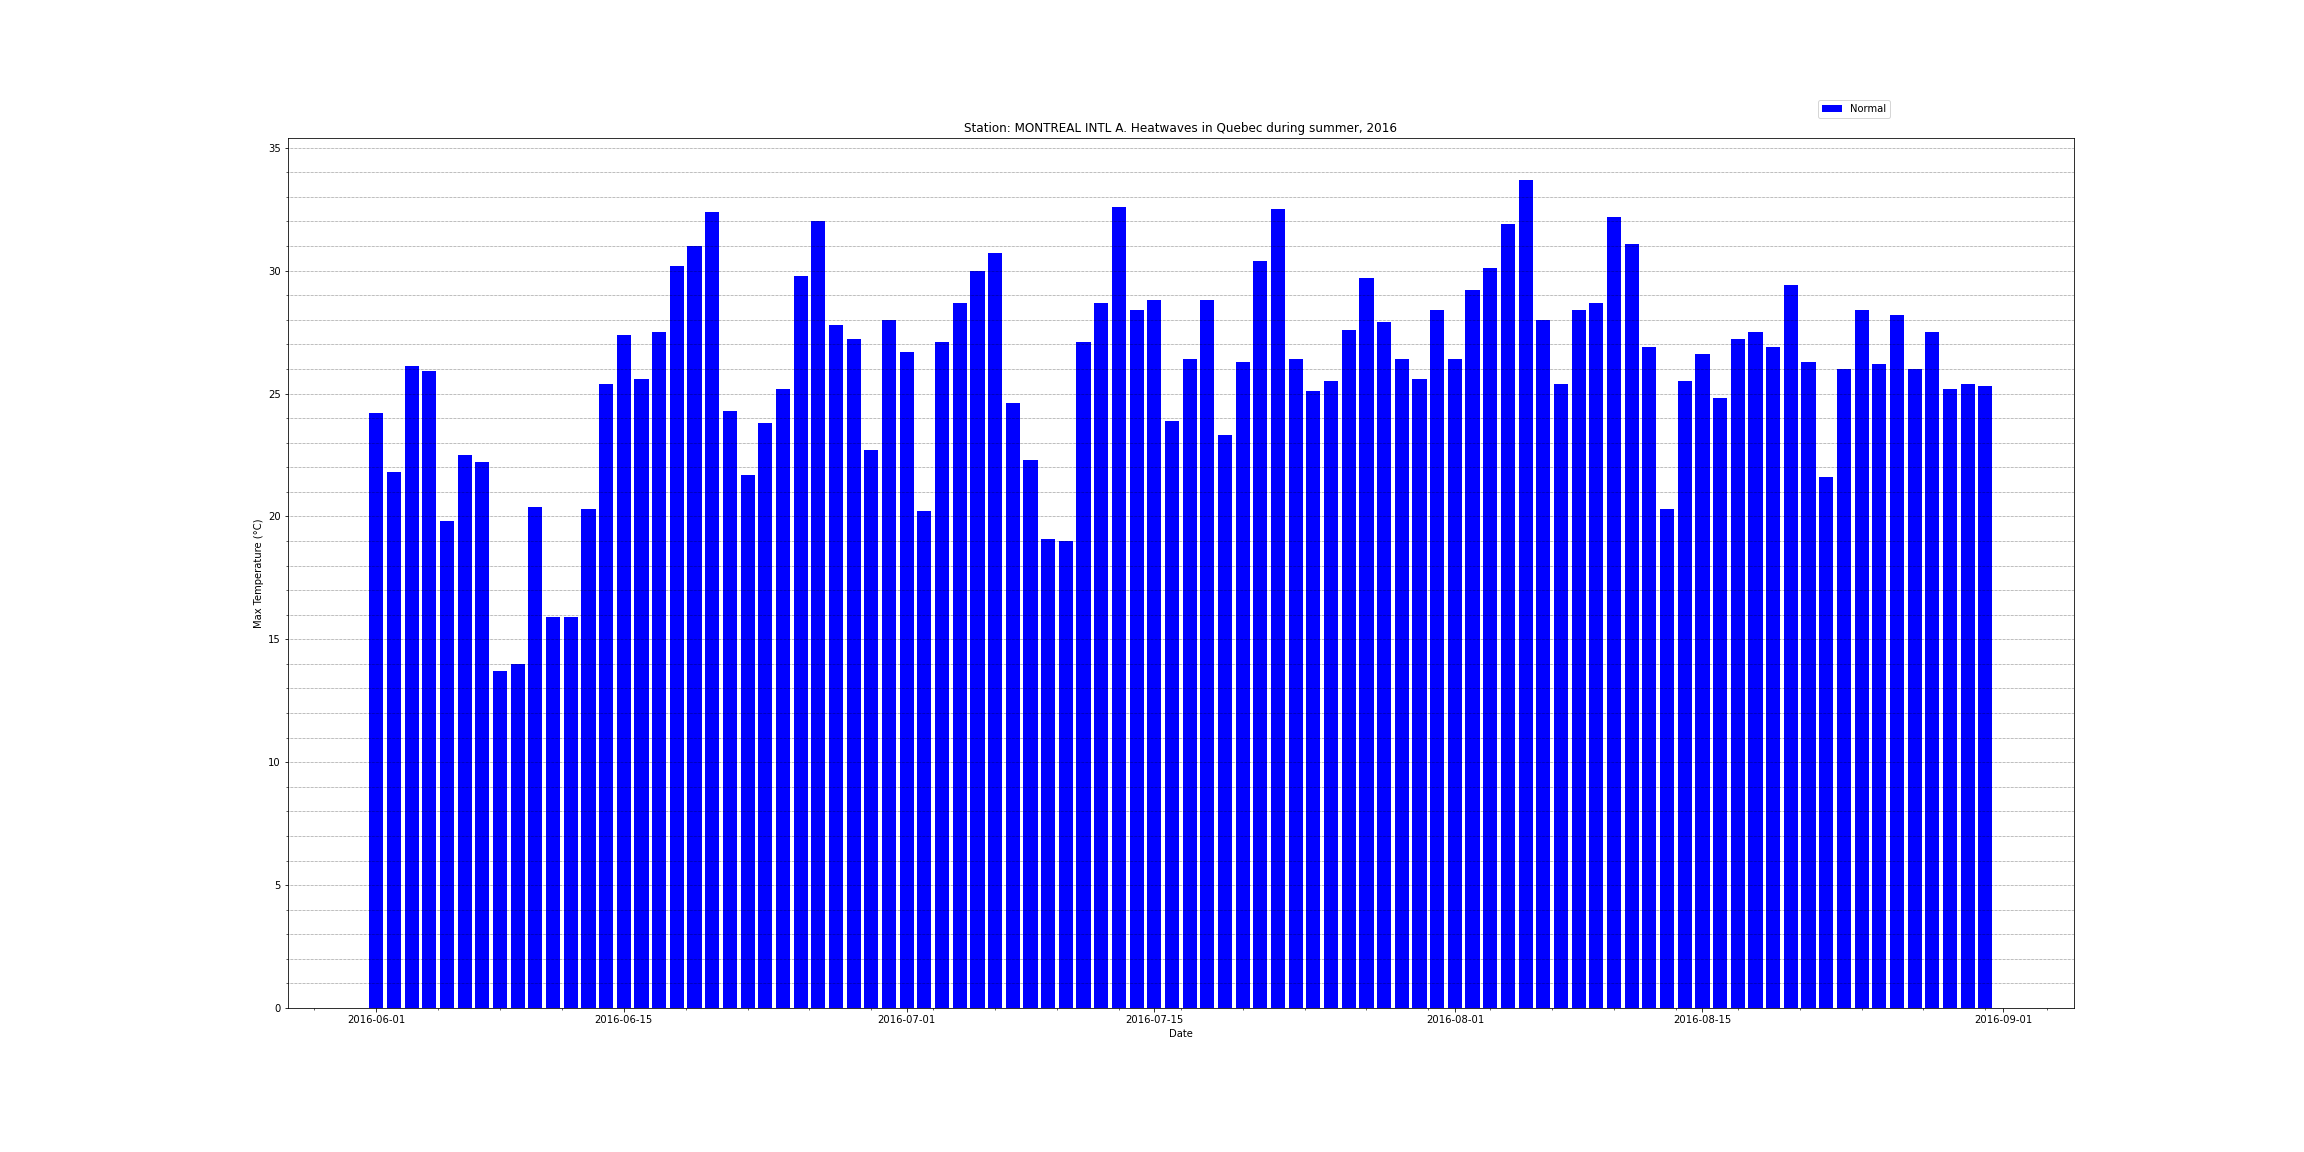 Normal
Station: MONTREAL INTL A. Heatwaves in Quebec during summer, 2016
35
30
25
20
15
10
5
0
Max Temperature (°C)
2016-06-01 2016-06-15 2016-07-01 2016-07-15 2016-08-01 2016-08-15 2016-09-01
Date